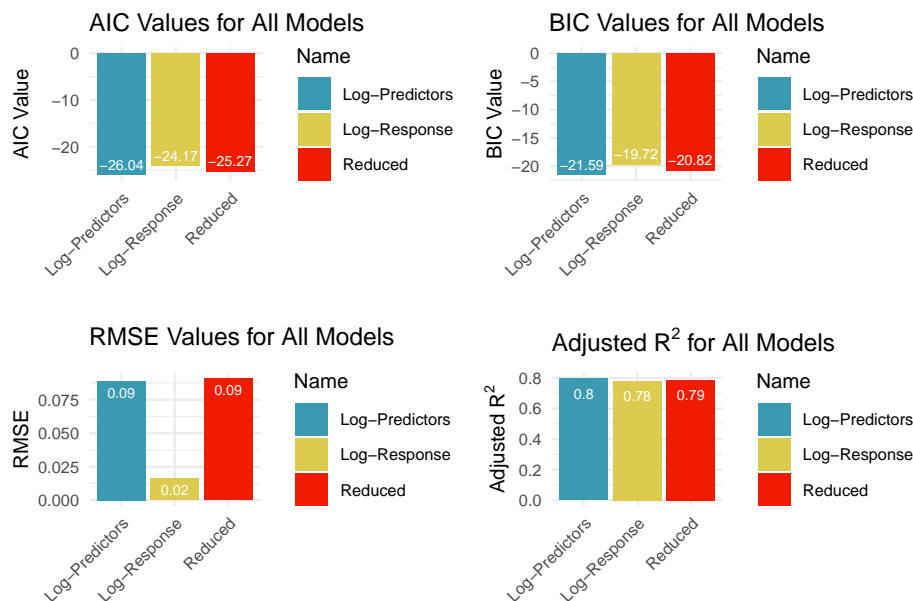 AIC Values for All Models
AIC Value
0
−10
−20
−26.04
−24.17
−25.27
Log−Predictors
Log−Response
Reduced
Name
Log−Predictors
Log−Response
Reduced
BIC Values for All Models
BIC Value
0
−5
−10
−15
−20
−21.59
−19.72
−20.82
Log−Predictors
Log−Response
Reduced
Name
Log−Predictors
Log−Response
Reduced
RMSE Values for All Models
RMSE
0.075
0.050
0.025
0.000
0.09
0.02
0.09
Log−Predictors
Log−Response
Reduced
Name
Log−Predictors
Log−Response
Reduced
Adjusted R² for All Models
Adjusted R²
0.8
0.6
0.4
0.2
0.0
0.8
0.78
0.79
Log−Predictors
Log−Response
Reduced
Name
Log−Predictors
Log−Response
Reduced